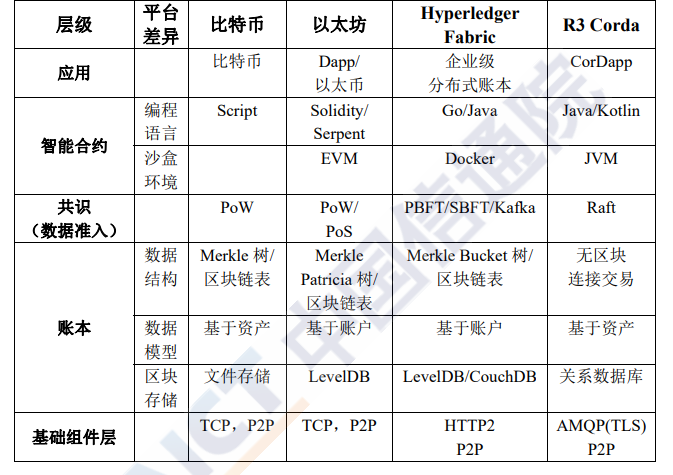 层级 平台差异 比特币 以太坊 Hyperledger Fabric R3 Corda
应用 比特币 Dapp/以太币 企业级分布式账本 CorDapp
智能合约 编程语言 Script Solidity/Serpent Go/Java Java/Kotlin
沙盒环境 EVM Docker JVM
共识（数据准入） PoW PoW/PoS PBFT/SBFT/Kafka Raft
账本 数据结构 Merkle 树/区块链表 Merkle Patricia 树/区块链表 Merkle Bucket 树/区块链表 无区块连接交易
数据模型 基于资产 基于账户 基于账户 基于资产
区块存储 文件存储 LevelDB LevelDB/CouchDB 关系数据库
基础组件层 TCP，P2P TCP，P2P HTTP2 P2P AMQP(TLS) P2P
中国信通院